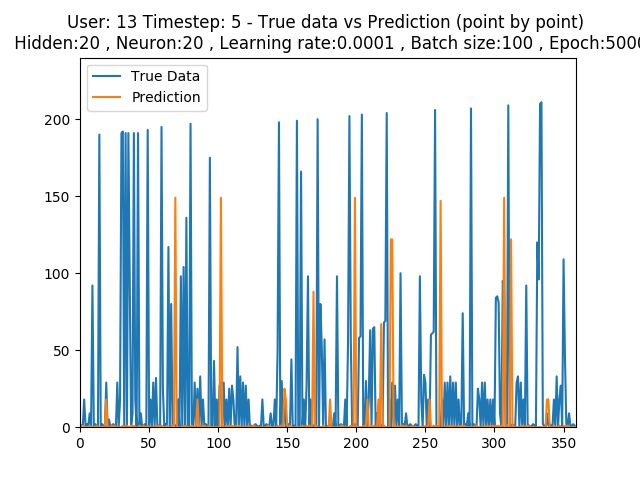 User: 13 Timestep: 5 - True data vs Prediction (point by point)
Hidden:20 , Neuron:20 , Learning rate:0.0001 , Batch size:100 , Epoch:5000
True Data
Prediction
200
150
100
50
0
0 50 100 150 200 250 300 350